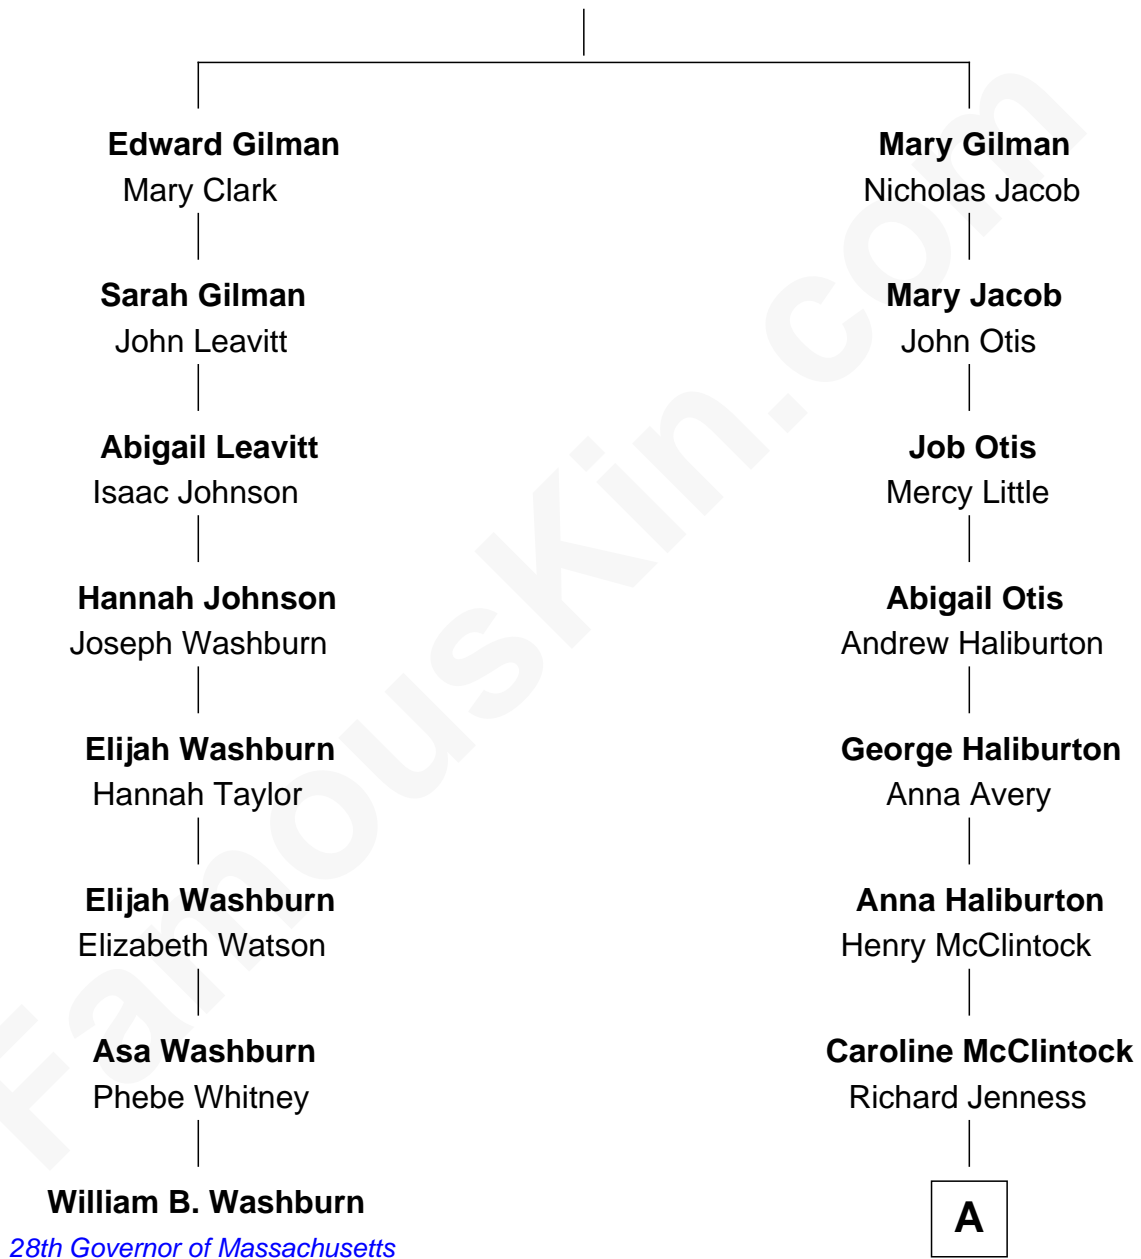 Edward Gilman
Mary Clark
Sarah Gilman
John Leavitt
Abigail Leavitt
Isaac Johnson
Hannah Johnson
Joseph Washburn
Elijah Washburn
Hannah Taylor
Elijah Washburn
Elizabeth Watson
Asa Washburn
Phebe Whitney
William B. Washburn
28th Governor of Massachusetts
Mary Gilman
Nicholas Jacob
Mary Jacob
John Otis
Job Otis
Mercy Little
Abigail Otis
Andrew Haliburton
George Haliburton
Anna Avery
Anna Haliburton
Henry McClintock
Caroline McClintock
Richard Jenness
A
FamousKin.com